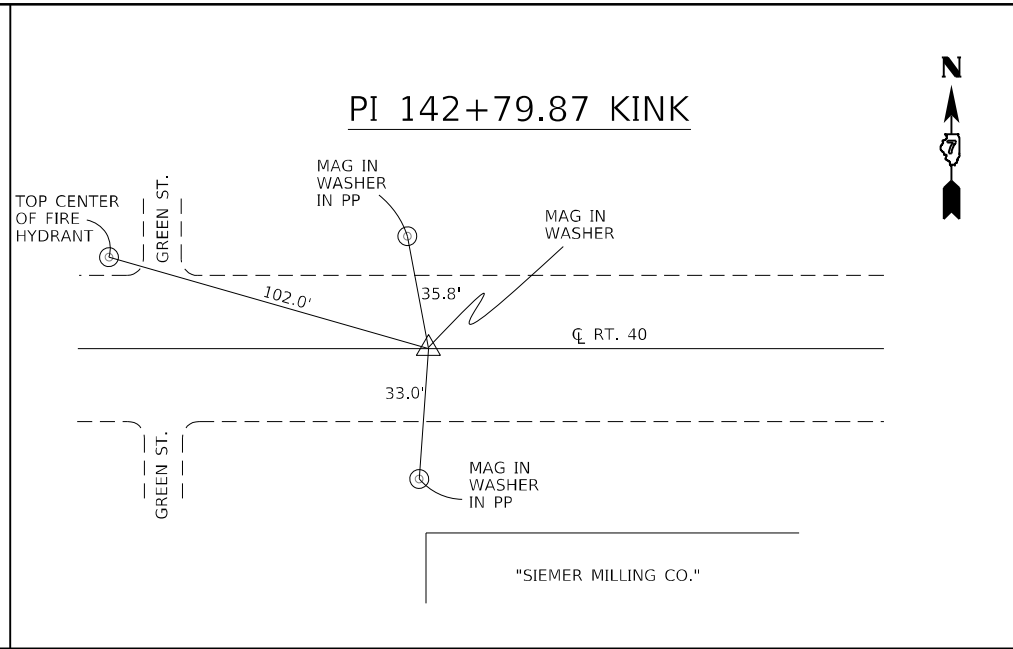 PI 142+79.87 KINK
N
7
MAG IN
WASHER
IN PP
TOP CENTER
OF FIRE
HYDRANT
GREEN ST.
MAG IN
WASHER
102.0'
35.8'
℄ RT. 40
33.0'
GREEN ST.
MAG IN
WASHER
IN PP
"SIEMER MILLING CO."